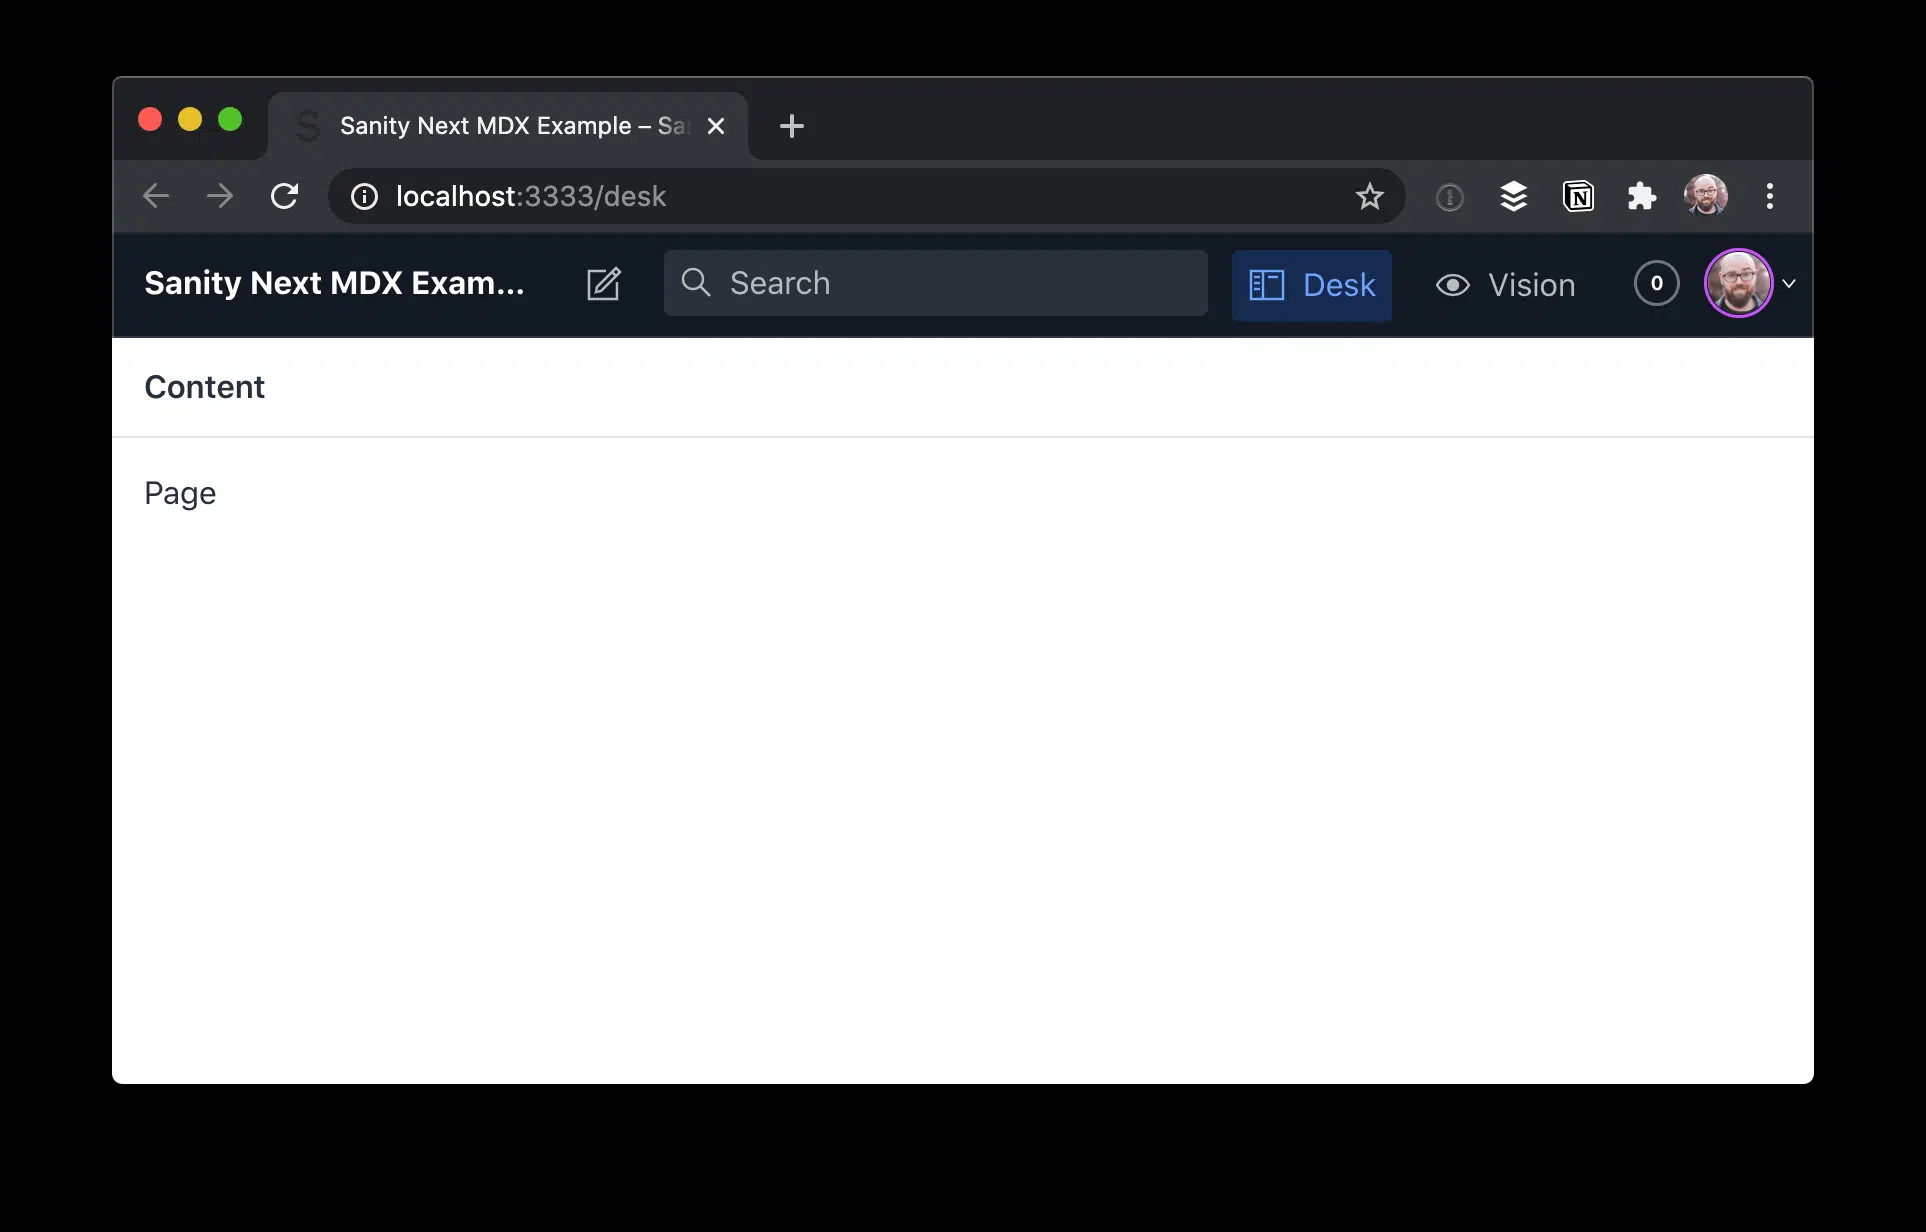 Sanity Next MDX Example – Sa
localhost:3333/desk
Sanity Next MDX Exam...
Search
Desk
Vision
0
Content
Page